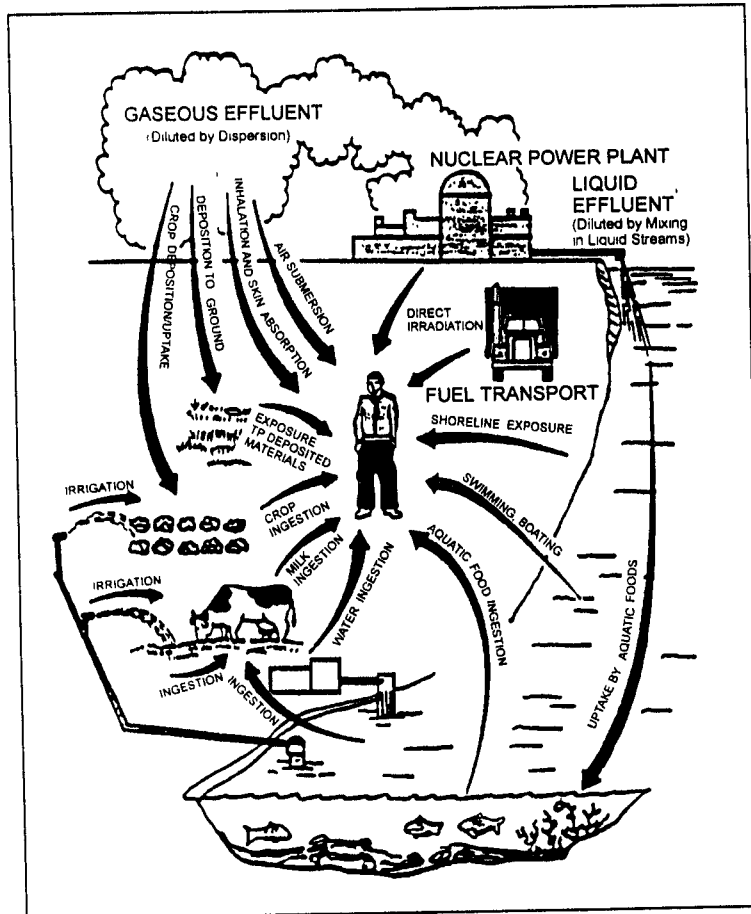 GASEOUS EFFLUENT
(Diluted by Dispersion)
NUCLEAR POWER PLANT
LIQUID
EFFLUENT
(Diluted by Mixing
in Liquid Streams)
CROP DEPOSITION/UPTAKE
DEPOSITION TO
GROUND
INHALATION AND SKIN ABSORPTION
AIR SUBMERSION
DIRECT
IRRADIATION
FUEL TRANSPORT
EXPOSURE
TP DEPOSITED
MATERIALS
SHORELINE EXPOSURE
IRRIGATION
CROP
INGESTION
SWIMMING, BOATING
MILK
INGESTION
AQUATIC FOOD INGESTION
IRRIGATION
WATER INGESTION
UPTAKE BY AQUATIC FOODS
INGESTION
INGESTION